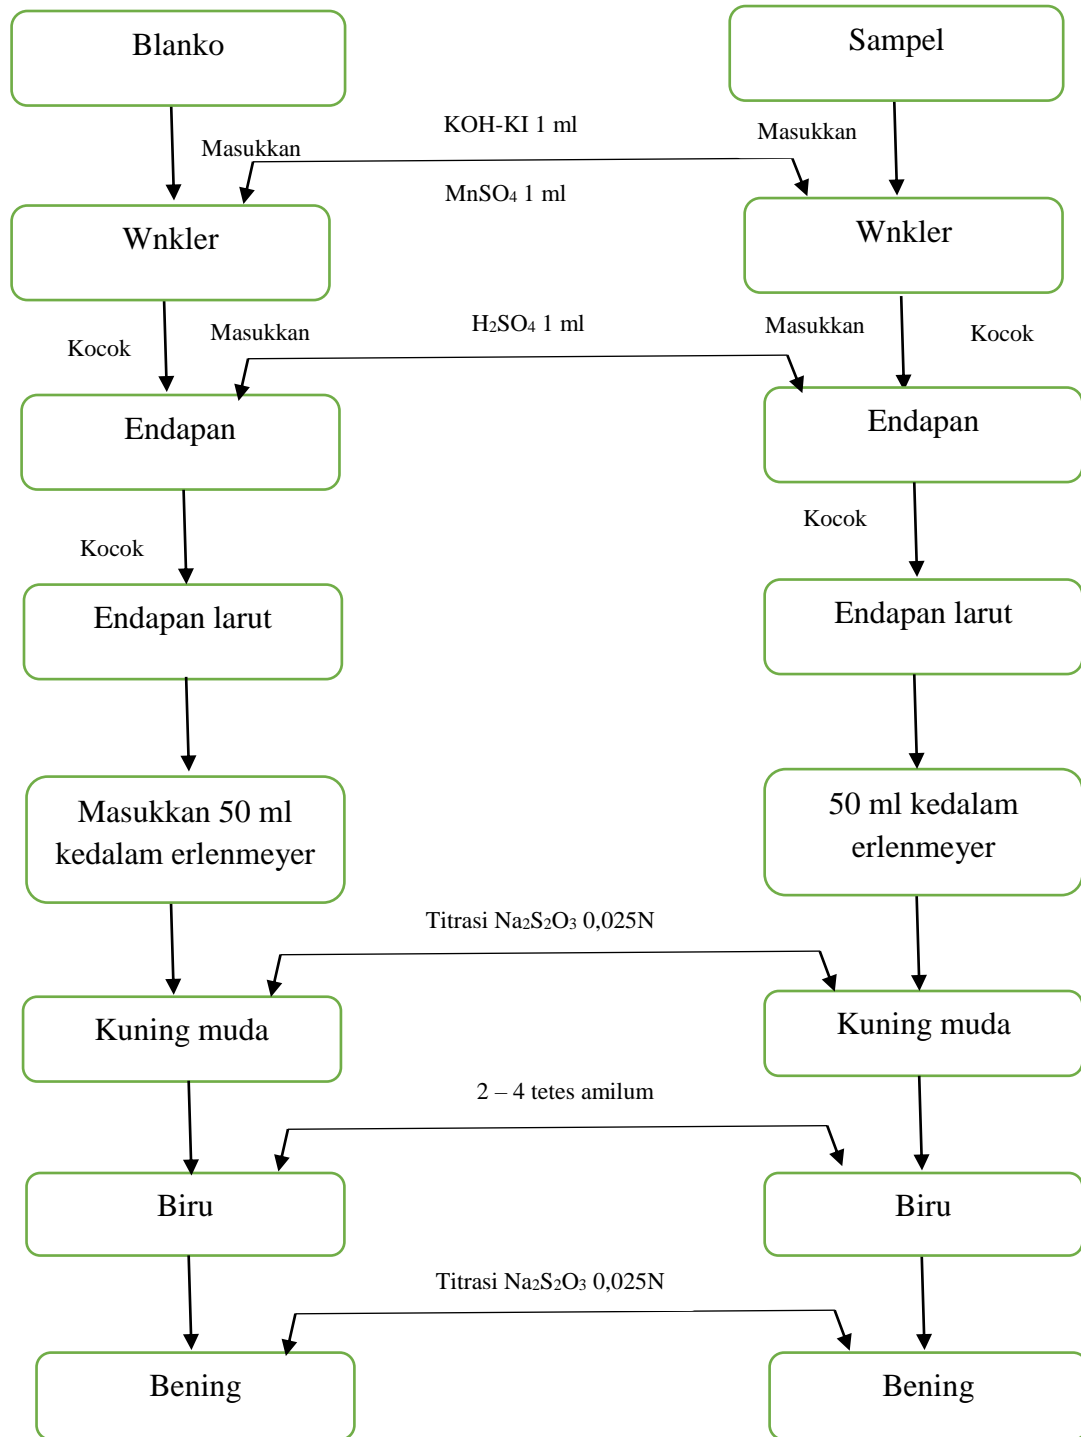 Blanko
Sampel
KOH-KI 1 ml
Masukkan
Masukkan
MnSO₄ 1 ml
Wnkler
Wnkler
H₂SO₄ 1 ml
Masukkan
Masukkan
Kocok
Kocok
Endapan
Endapan
Kocok
Kocok
Endapan larut
Endapan larut
Masukkan 50 ml
kedalam erlenmeyer
50 ml kedalam
erlenmeyer
Titrasi Na₂S₂O₃ 0,025N
Kuning muda
Kuning muda
2 – 4 tetes amilum
Biru
Biru
Titrasi Na₂S₂O₃ 0,025N
Bening
Bening